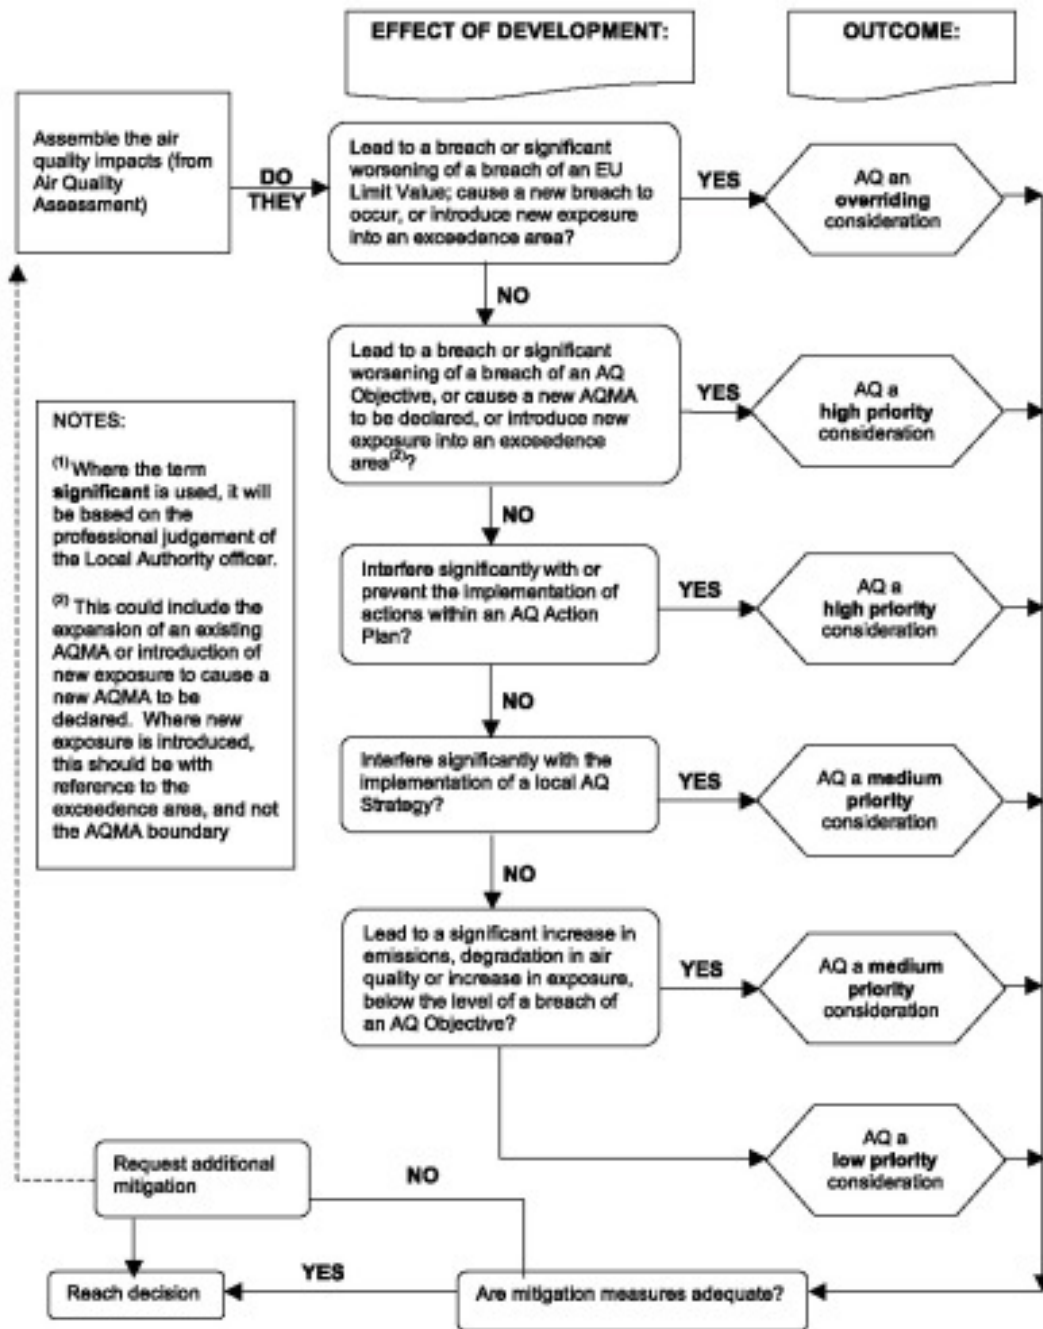 EFFECT OF DEVELOPMENT:
OUTCOME:
Assemble the air
quality impacts (from
Air Quality
Assessment)
DO
THEY
Lead to a breach or significant
worsening of a breach of an EU
Limit Value; cause a new breach to
occur, or introduce new exposure
into an exceedence area?
YES
AQ an
overriding
consideration
NO
Lead to a breach or significant
worsening of a breach of an AQ
Objective, or cause a new AQMA
to be declared, or introduce new
exposure into an exceedence
area(2)?
YES
AQ a
high priority
consideration
NOTES:
(1) Where the term
significant is used, it will
be based on the
professional judgement of
the Local Authority officer.
(2) This could include the
expansion of an existing
AQMA or introduction of
new exposure to cause a
new AQMA to be
declared. Where new
exposure is introduced,
this should be with
reference to the
exceedence area, and not
the AQMA boundary
NO
Interfere significantly with or
prevent the implementation of
actions within an AQ Action
Plan?
YES
AQ a
high priority
consideration
NO
Interfere significantly with the
implementation of a local AQ
Strategy?
YES
AQ a medium
priority
consideration
NO
Lead to a significant increase in
emissions, degradation in air
quality or increase in exposure,
below the level of a breach of
an AQ Objective?
YES
AQ a medium
priority
consideration
AQ a
low priority
consideration
Request additional
mitigation
NO
Reach decision
YES
Are mitigation measures adequate?